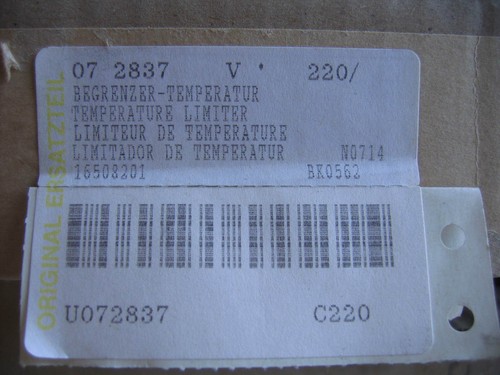 07 2837 V ' 220/
BEGRENZER-TEMPERATUR
TEMPERATURE LIMITER
LIMITEUR DE TEMPERATURE
LIMITADOR DE TEMPERATUR N0714
16508201 BK0562
U072837 C220
ORIGINAL ERSATZTEIL